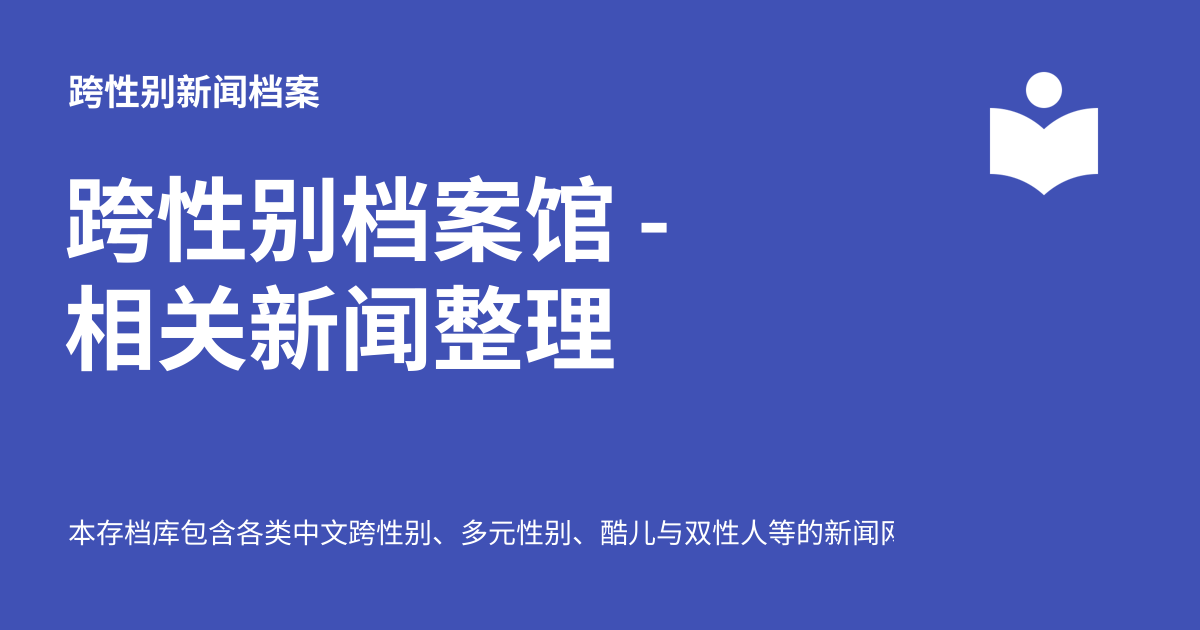 跨性别新闻档案
跨性别档案馆 -
相关新闻整理
本存档库包含各类中文跨性别、多元性别、酷儿与双性人等的新闻